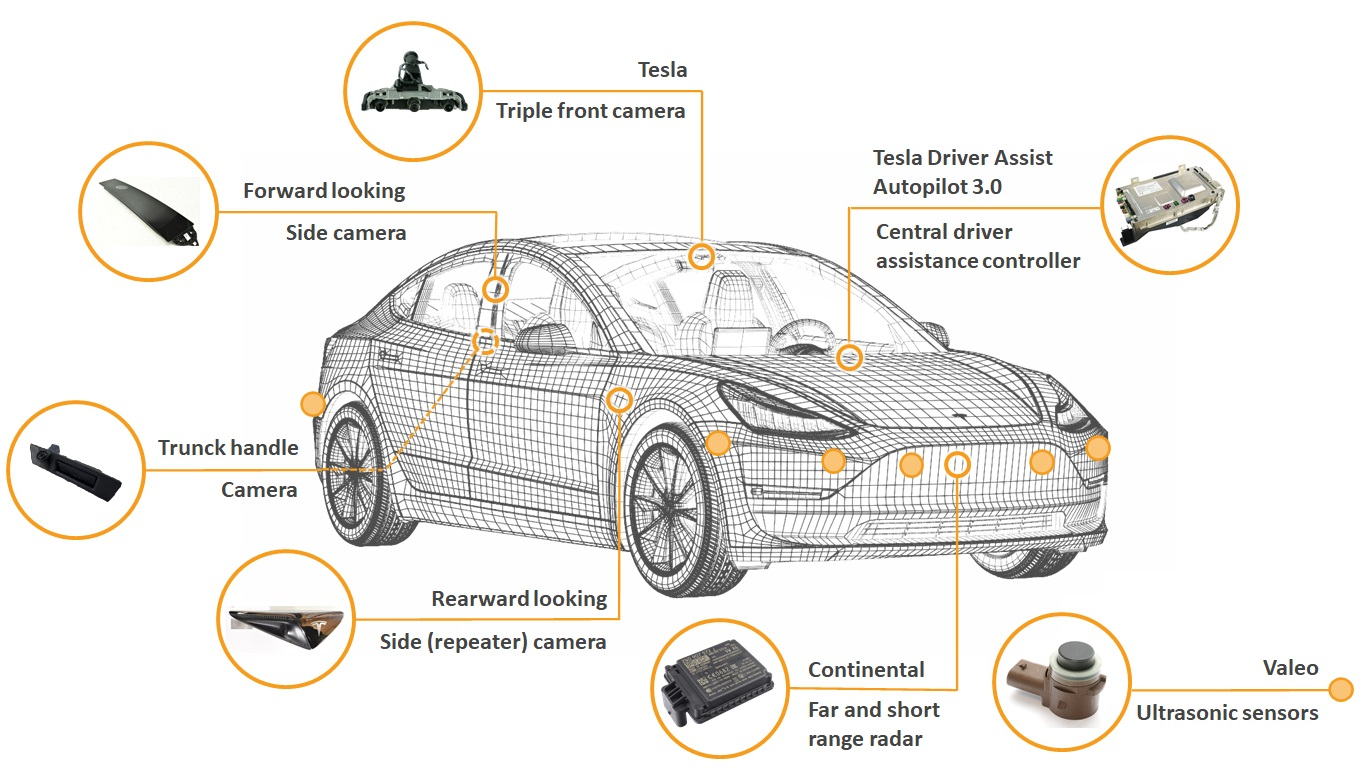 Tesla
Triple front camera
Tesla Driver Assist
Autopilot 3.0
Central driver
assistance controller
Forward looking
Side camera
Trunck handle
Camera
Rearward looking
Side (repeater) camera
Continental
Far and short
range radar
Valeo
Ultrasonic sensors